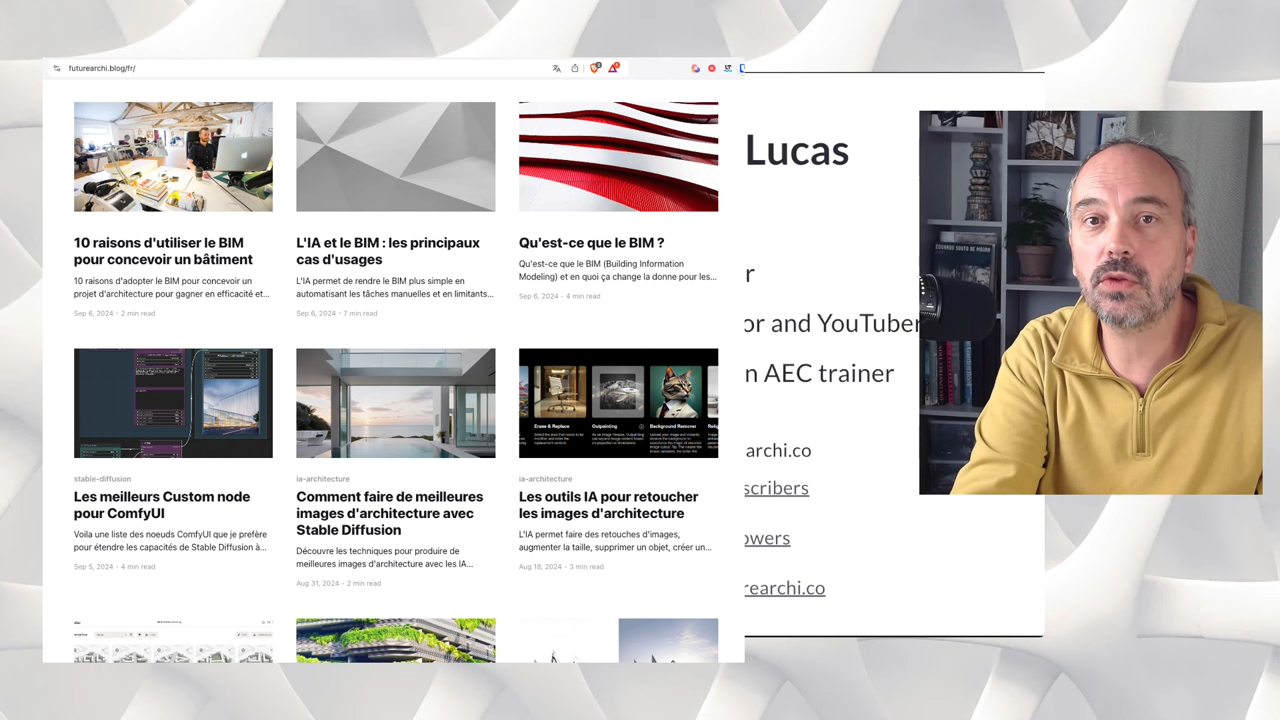 futurearchi.blog/fr/
10 raisons d'utiliser le BIM
pour concevoir un bâtiment
10 raisons d'adopter le BIM pour concevoir un
projet d'architecture pour gagner en efficacité et...
Sep 6, 2024 • 2 min read
L'IA et le BIM : les principaux
cas d'usages
L'IA permet de rendre le BIM plus simple en
automatisant les tâches manuelles et en limitants...
Sep 6, 2024 • 7 min read
Qu'est-ce que le BIM ?
Qu'est-ce que le BIM (Building Information
Modeling) et en quoi ça change la donne pour les...
Sep 6, 2024 • 4 min read
stable-diffusion
Les meilleurs Custom node
pour ComfyUI
Voila une liste des noeuds ComfyUI que je préfère
pour étendre les capacités de Stable Diffusion à...
Sep 5, 2024 • 4 min read
ia-architecture
Comment faire de meilleures
images d'architecture avec
Stable Diffusion
Découvre les techniques pour produire de
meilleures images d'architecture avec les IA...
Aug 31, 2024 • 2 min read
Erase & Replace
Outpainting
Background Remover
ia-architecture
Les outils IA pour retoucher
les images d'architecture
L'IA permet faire des retouches d'images,
augmenter la taille, supprimer un objet, créer un...
Aug 18, 2024 • 3 min read
Lucas
r
or and YouTuber
n AEC trainer
archi.co
scribers
owers
rearchi.co
EDUARDO SOUTO DE MOURA